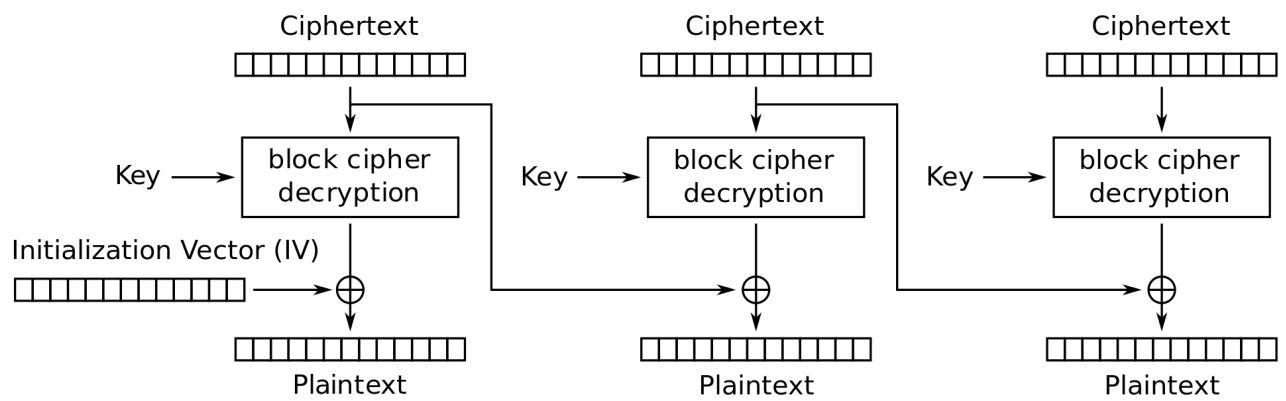 Ciphertext
Ciphertext
Ciphertext
Key
block cipher
decryption
Key
block cipher
decryption
Key
block cipher
decryption
Initialization Vector (IV)
Plaintext
Plaintext
Plaintext